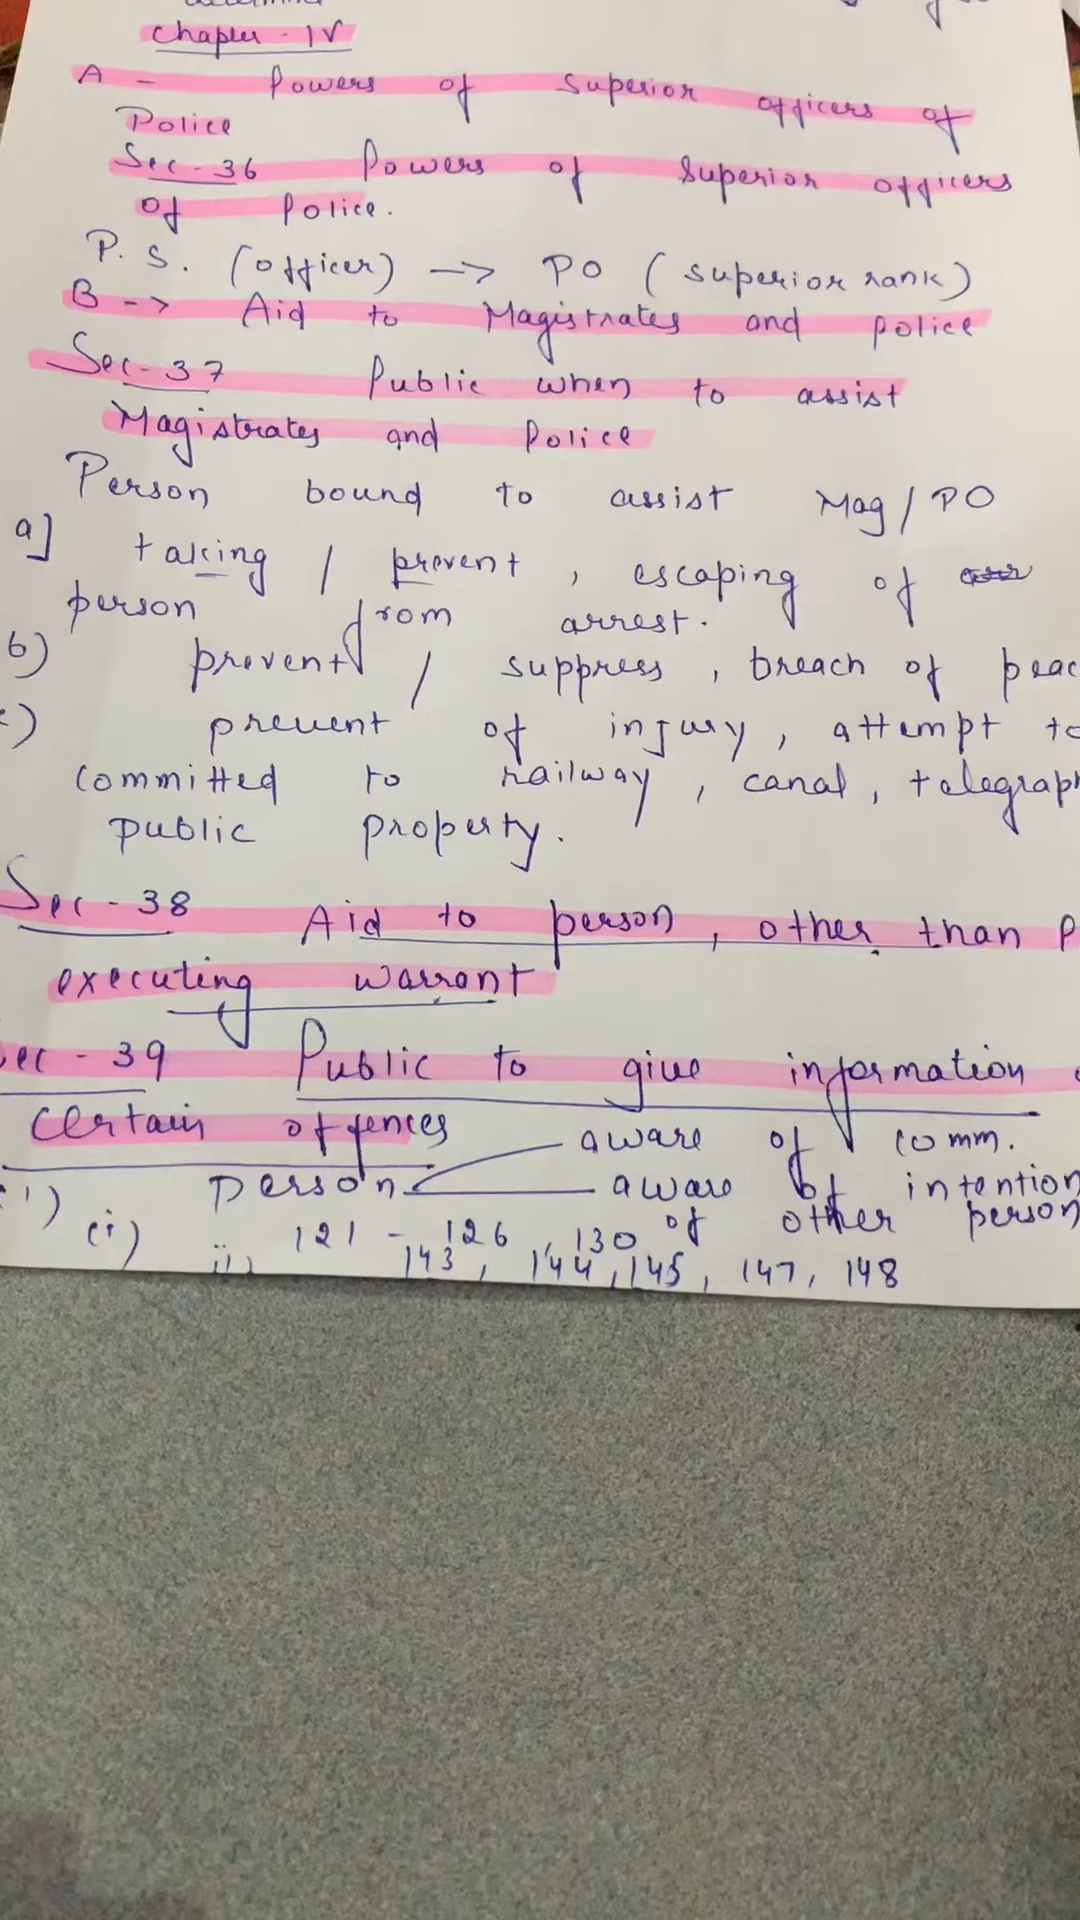 Chapter - IV
A - Powers of Superior officers of
Police
Sec - 36 Powers of Superior officers
of Police.
P. S. (officer) -> PO (superior rank)
B -> Aid to Magistrates and police
Sec - 37 Public when to assist
Magistrates and Police
Person bound to assist Mag / PO
a] taking / prevent, escaping of
person from arrest.
b) prevent / suppress, breach of peac
c) prevent of injury, attempt to
committed to railway, canal, telegraph
public property.
Sec - 38 Aid to person, other than P
executing warrant
Sec - 39 Public to give information
certain offences
aware of comm.
person aware of intention
of other person
(i) 121 - 126, 130
ii) 143, 144, 145, 147, 148